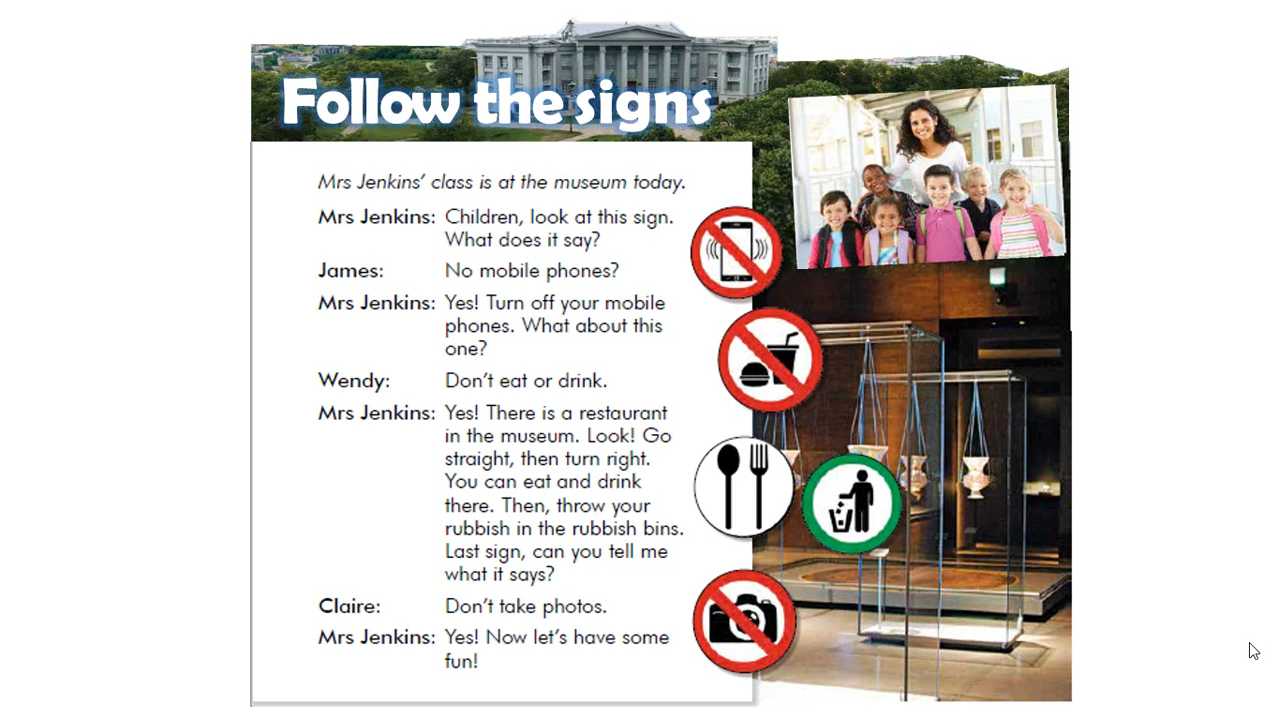 Follow the signs
Mrs Jenkins’ class is at the museum today.
Mrs Jenkins: Children, look at this sign.
What does it say?
James: No mobile phones?
Mrs Jenkins: Yes! Turn off your mobile
phones. What about this
one?
Wendy: Don’t eat or drink.
Mrs Jenkins: Yes! There is a restaurant
in the museum. Look! Go
straight, then turn right.
You can eat and drink
there. Then, throw your
rubbish in the rubbish bins.
Last sign, can you tell me
what it says?
Claire: Don’t take photos.
Mrs Jenkins: Yes! Now let’s have some
fun!